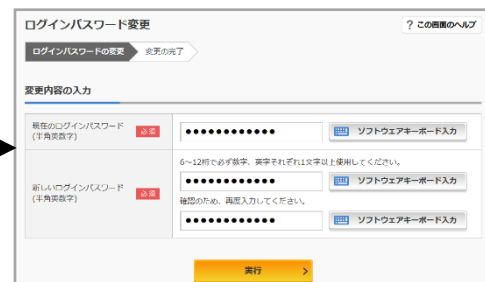 ログインパスワード変更
? この画面のヘルプ
ログインパスワードの変更 変更の完了
変更内容の入力
現在のログインパスワード
(半角英数字)
必須
●●●●●●●●●●●●
ソフトウェアキーボード入力
6～12桁で必ず数字、英字それぞれ1文字以上使用してください。
新しいログインパスワード
(半角英数字)
必須
●●●●●●●●●●●●
ソフトウェアキーボード入力
確認のため、再度入力してください。
●●●●●●●●●●●●
ソフトウェアキーボード入力
実行 >